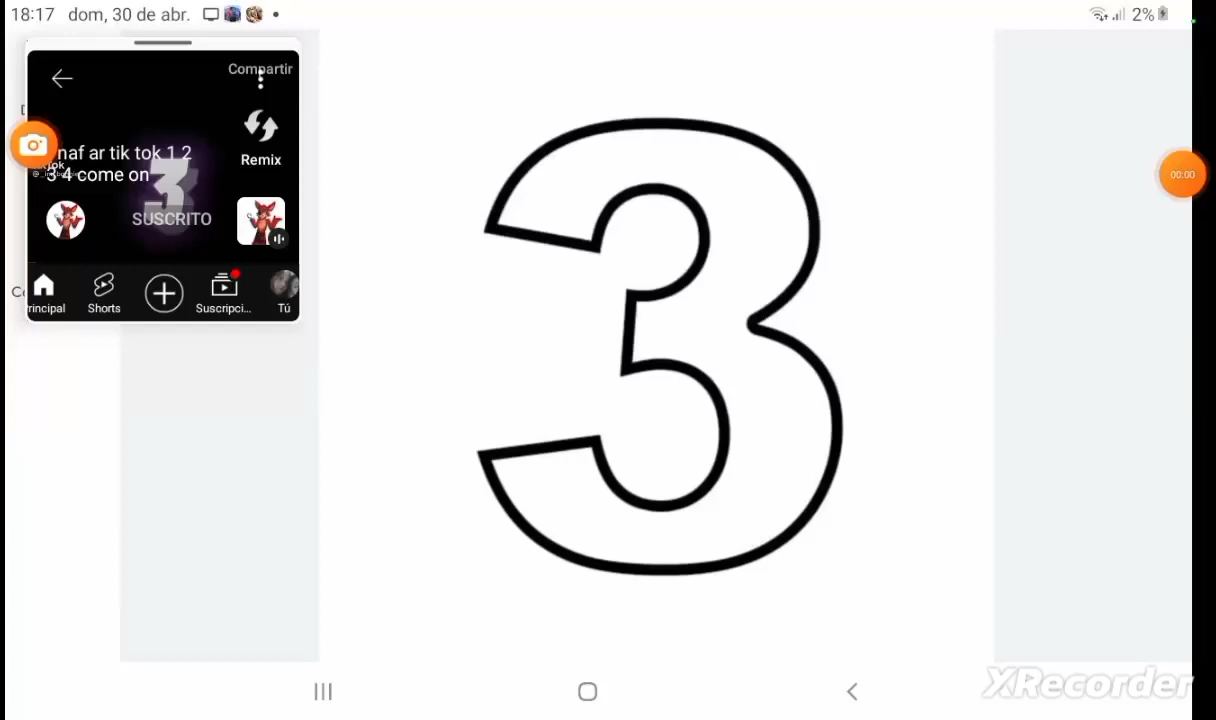 18:17 dom, 30 de abr.
2%
Compartir
naf ar tik tok 1 2
3 4 come on
3
Remix
SUSCRITO
rincipal
Shorts
Suscripci...
Tú
3
00:00
XRecorder